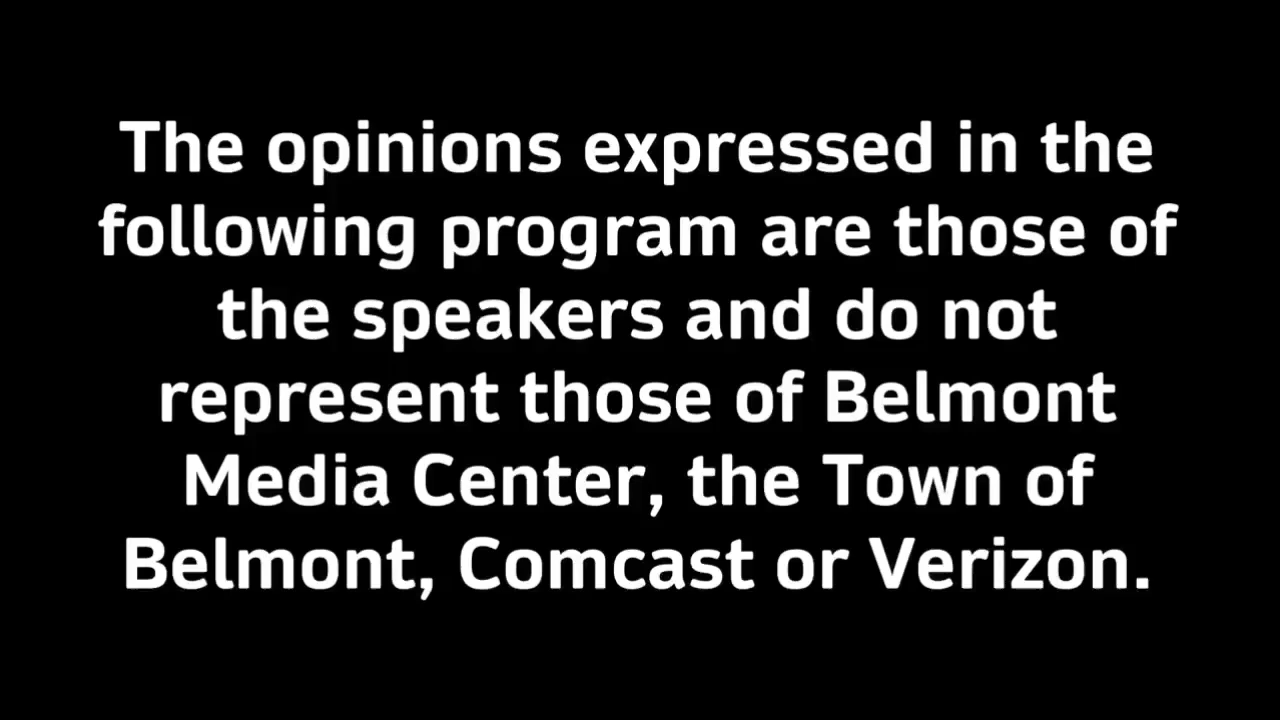 The opinions expressed in the
following program are those of
the speakers and do not
represent those of Belmont
Media Center, the Town of
Belmont, Comcast or Verizon.